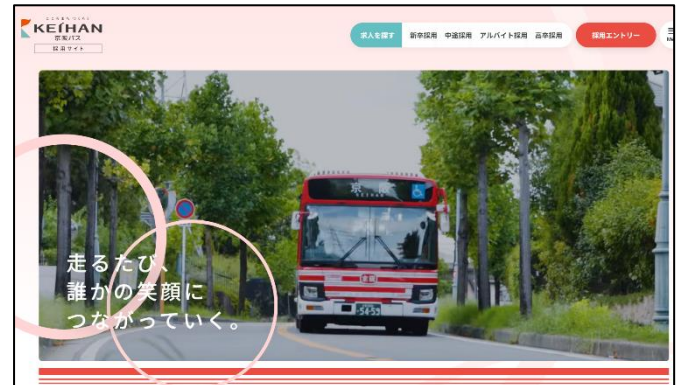 KEIHAN
京阪バス
採用サイト
求人を探す
新卒採用
中途採用
アルバイト採用
高卒採用
採用エントリー
京阪
走るたび、
誰かの笑顔に
つながっていく。